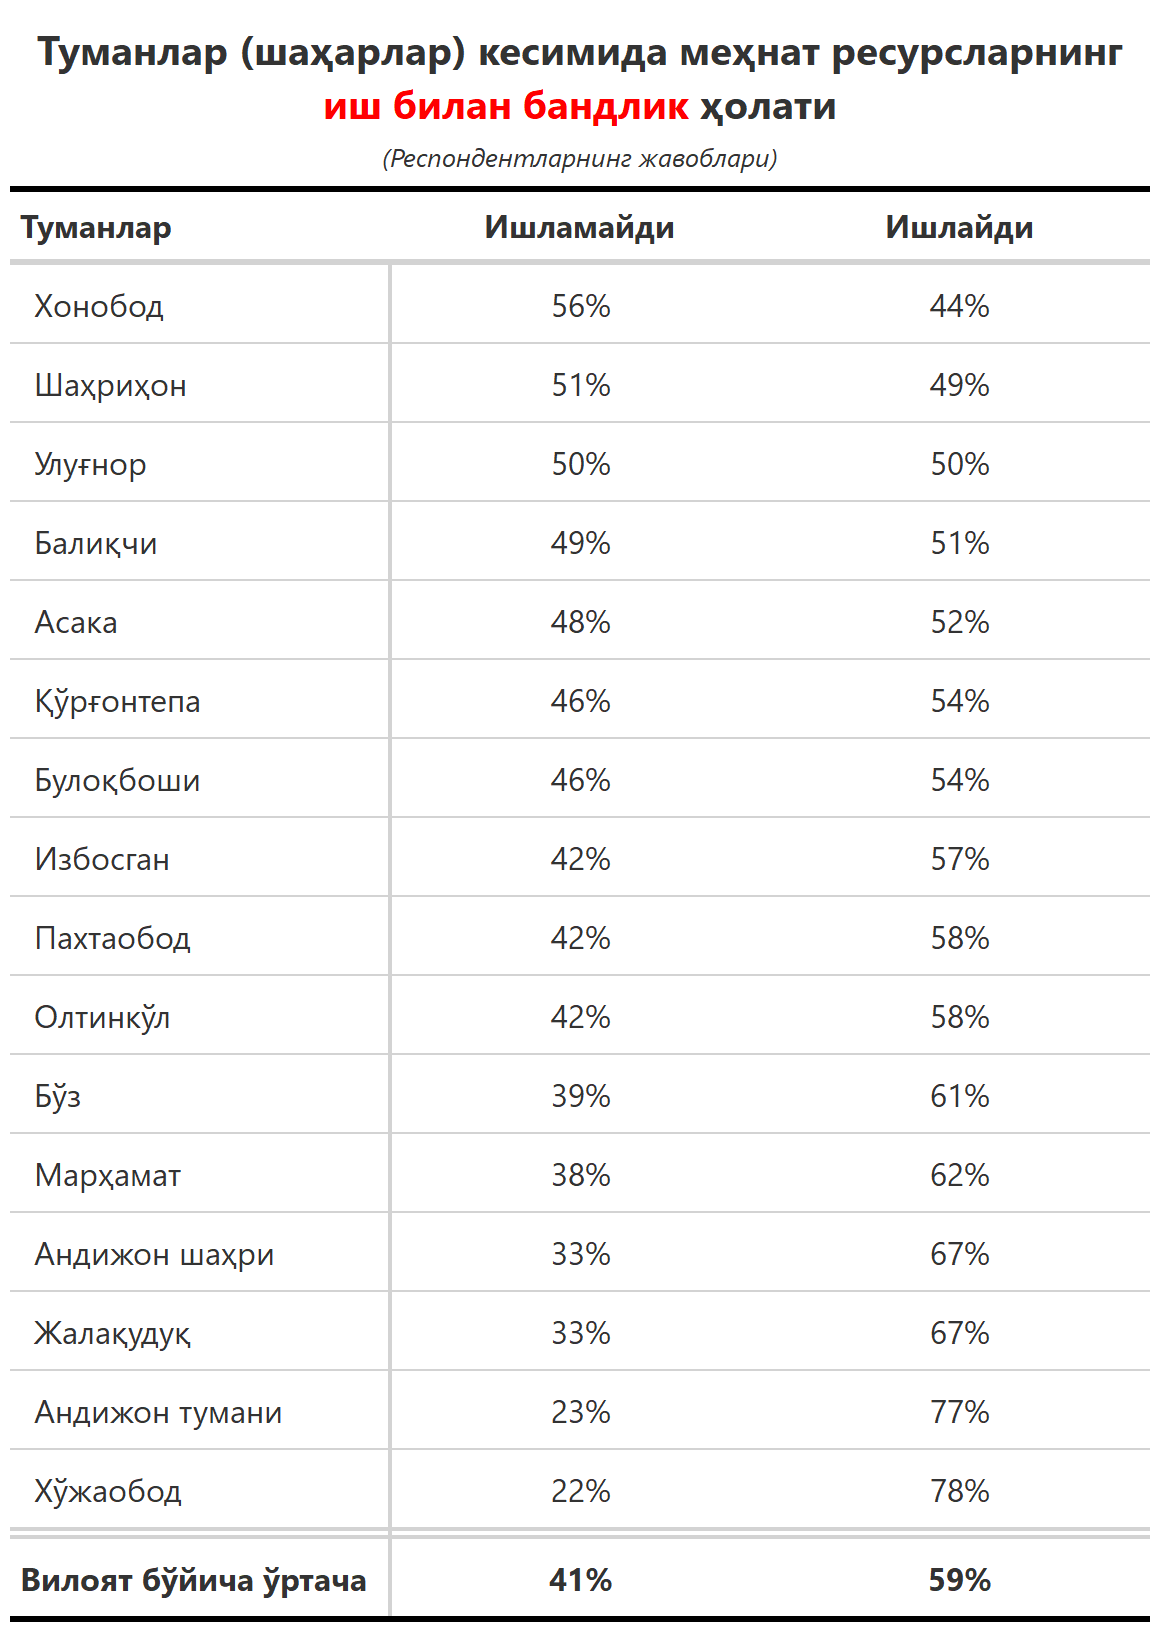 Туманлар (шаҳарлар) кесимида меҳнат ресурсларнинг
иш билан бандлик ҳолати
(Респондентларнинг жавоблари)
Туманлар Ишламайди Ишлайди
Хонобод 56% 44%
Шаҳриҳон 51% 49%
Улуғнор 50% 50%
Балиқчи 49% 51%
Асака 48% 52%
Қўрғонтепа 46% 54%
Булоқбоши 46% 54%
Избосган 42% 57%
Пахтаобод 42% 58%
Олтинкўл 42% 58%
Бўз 39% 61%
Марҳамат 38% 62%
Андижон шаҳри 33% 67%
Жалақудуқ 33% 67%
Андижон тумани 23% 77%
Хўжаобод 22% 78%
Вилоят бўйича ўртача 41% 59%